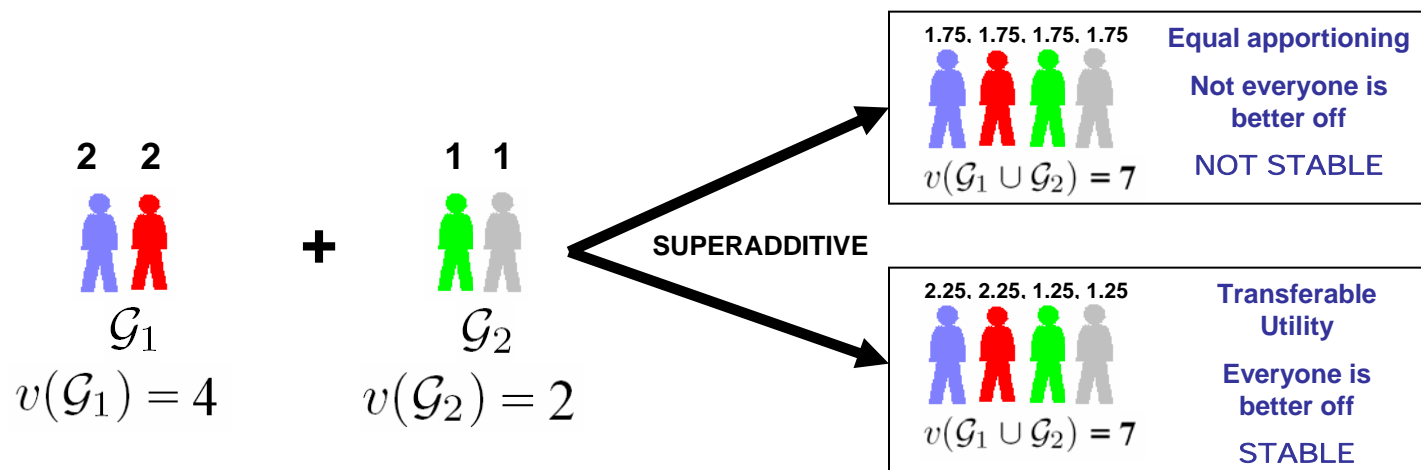 2 2
𝒢₁
v(𝒢₁) = 4
+
1 1
𝒢₂
v(𝒢₂) = 2
SUPERADDITIVE
1.75, 1.75, 1.75, 1.75
v(𝒢₁ ∪ 𝒢₂) = 7
Equal apportioning
Not everyone is
better off
NOT STABLE
2.25, 2.25, 1.25, 1.25
v(𝒢₁ ∪ 𝒢₂) = 7
Transferable
Utility
Everyone is
better off
STABLE